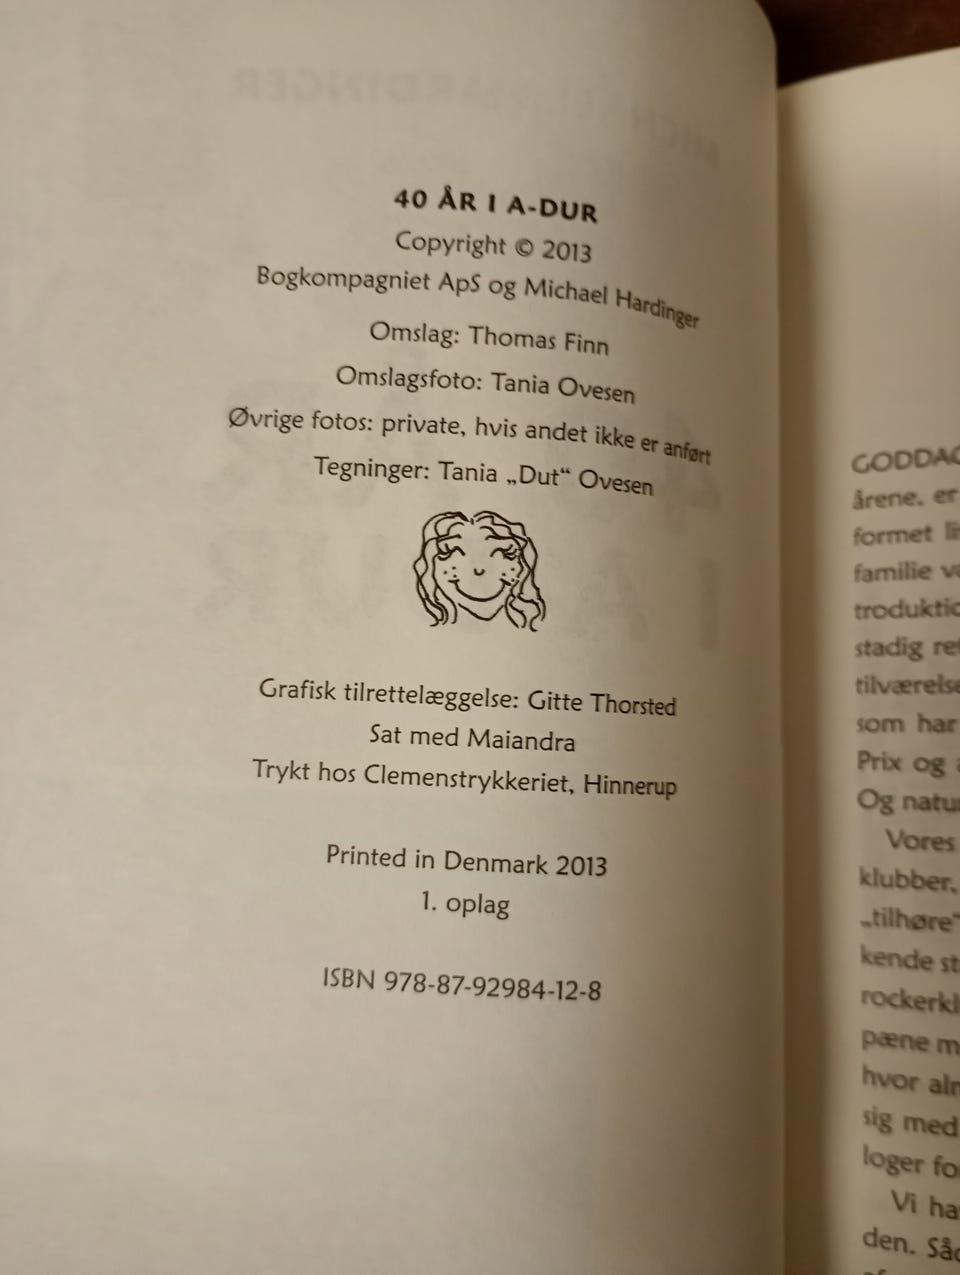 40 ÅR I A-DUR
Copyright © 2013
Bogkompagniet ApS og Michael Hardinger
Omslag: Thomas Finn
Omslagsfoto: Tania Ovesen
Øvrige fotos: private, hvis andet ikke er anført
Tegninger: Tania „Dut“ Ovesen
Grafisk tilrettelæggelse: Gitte Thorsted
Sat med Maiandra
Trykt hos Clemenstrykkeriet, Hinnerup
Printed in Denmark 2013
1. oplag
ISBN 978-87-92984-12-8
GODDAG
årene, er
formet
familie
stadig
som har
Prix og
Og
Vores
klubber,
„tilhøre“
kende
pæne
hvor
sig med
loger
Vi
den.